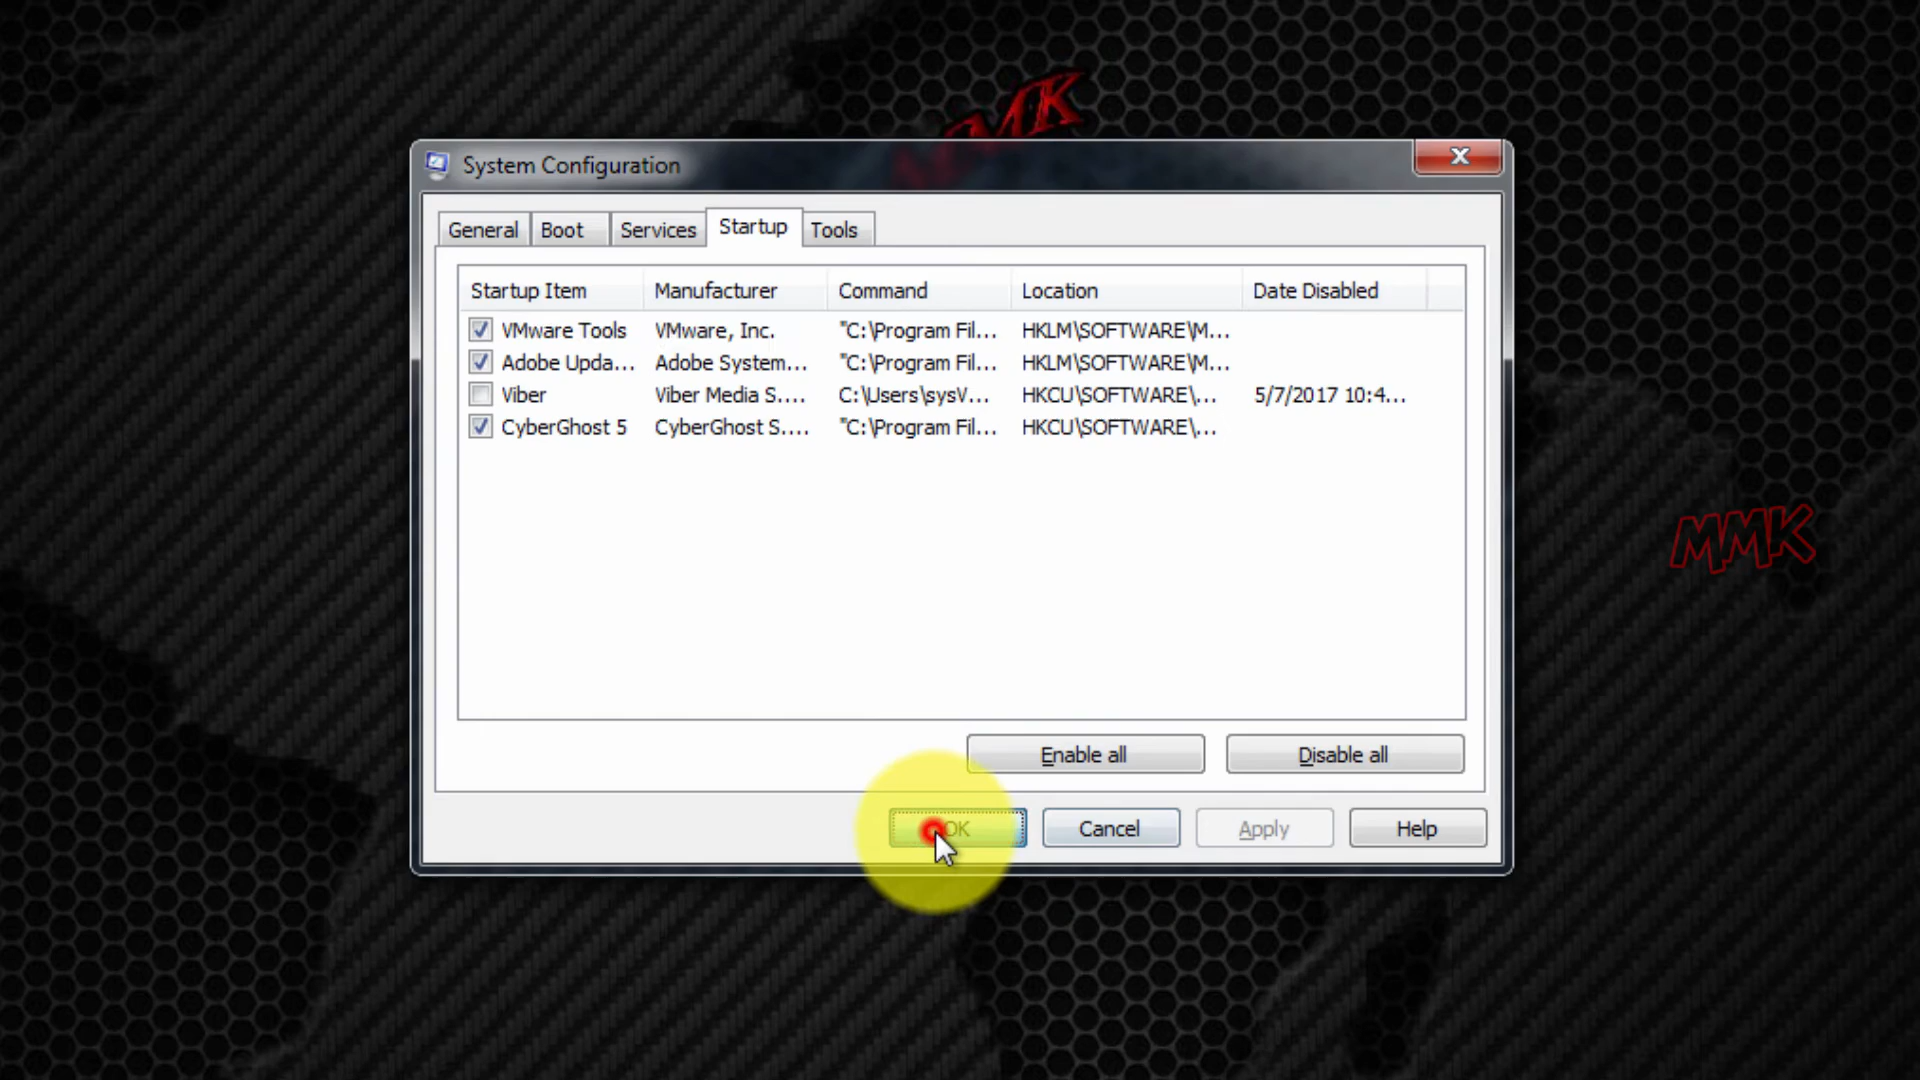 MMK
System Configuration
General Boot Services Startup Tools
Startup Item Manufacturer Command Location Date Disabled
VMware Tools VMware, Inc. "C:\Program Fil... HKLM\SOFTWARE\M...
Adobe Upda... Adobe System... "C:\Program Fil... HKLM\SOFTWARE\M...
Viber Viber Media S.... C:\Users\sysV... HKCU\SOFTWARE\... 5/7/2017 10:4...
CyberGhost 5 CyberGhost S.... "C:\Program Fil... HKCU\SOFTWARE\...
MMK
Enable all Disable all
OK Cancel Apply Help